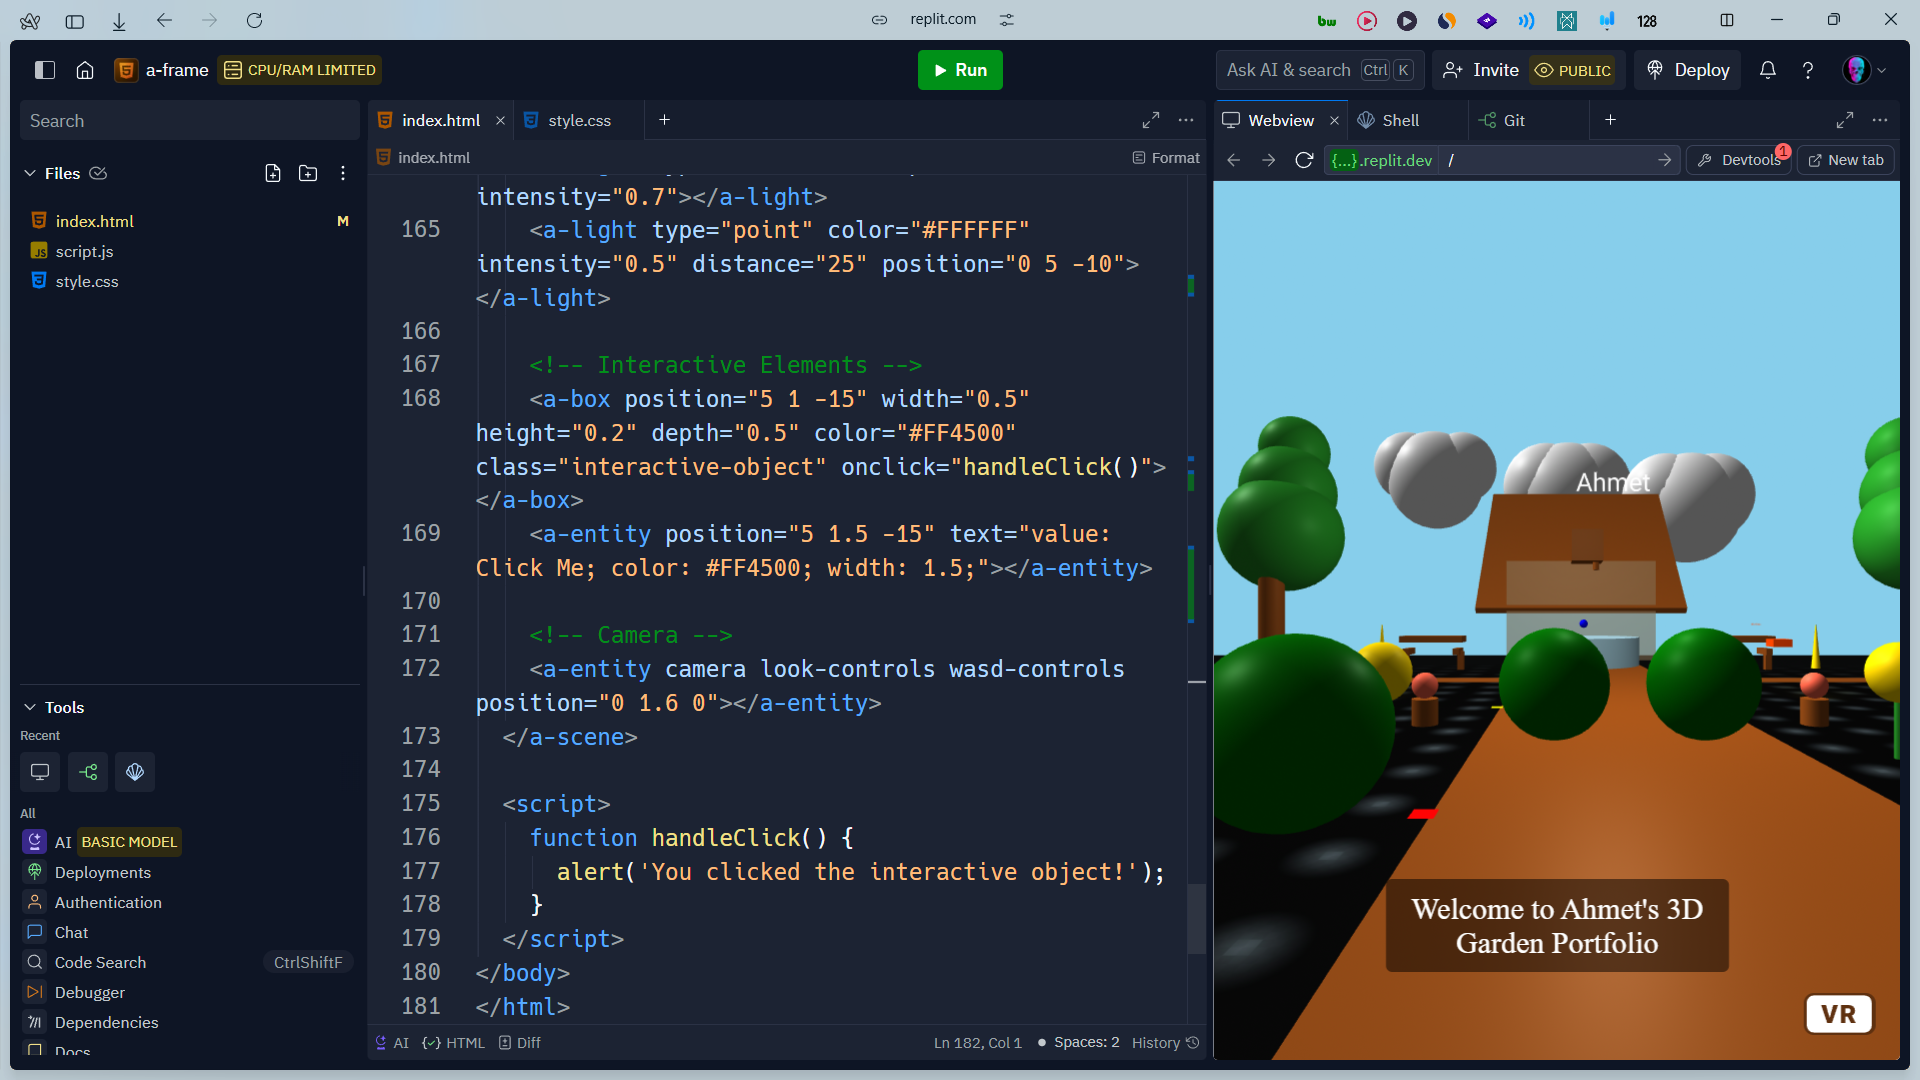 replit.com
bw
128
a-frame
CPU/RAM LIMITED
Run
Ask AI & search Ctrl K
Invite
PUBLIC
Deploy
Search
Files
index.html M
script.js
style.css
Tools
Recent
All
AI BASIC MODEL
Deployments
Authentication
Chat
Code Search CtrlShiftF
Debugger
Dependencies
Docs
index.html
style.css
index.html
Format
intensity="0.7"></a-light>
165 <a-light type="point" color="#FFFFFF"
intensity="0.5" distance="25" position="0 5 -10">
</a-light>
166
167 <!-- Interactive Elements -->
168 <a-box position="5 1 -15" width="0.5"
height="0.2" depth="0.5" color="#FF4500"
class="interactive-object" onclick="handleClick()">
</a-box>
169 <a-entity position="5 1.5 -15" text="value:
Click Me; color: #FF4500; width: 1.5;"></a-entity>
170
171 <!-- Camera -->
172 <a-entity camera look-controls wasd-controls
position="0 1.6 0"></a-entity>
173 </a-scene>
174
175 <script>
176 function handleClick() {
177 alert('You clicked the interactive object!');
178 }
179 </script>
180 </body>
181 </html>
AI
HTML
Diff
Ln 182, Col 1
Spaces: 2
History
Webview
Shell
Git
{...}.replit.dev /
Devtools 1
New tab
Ahmet
Welcome to Ahmet's 3D
Garden Portfolio
VR